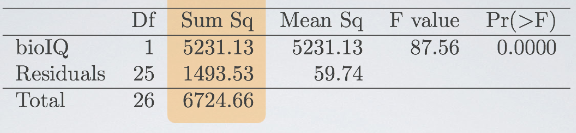 Df Sum Sq Mean Sq F value Pr(>F)
bioIQ 1 5231.13 5231.13 87.56 0.0000
Residuals 25 1493.53 59.74
Total 26 6724.66